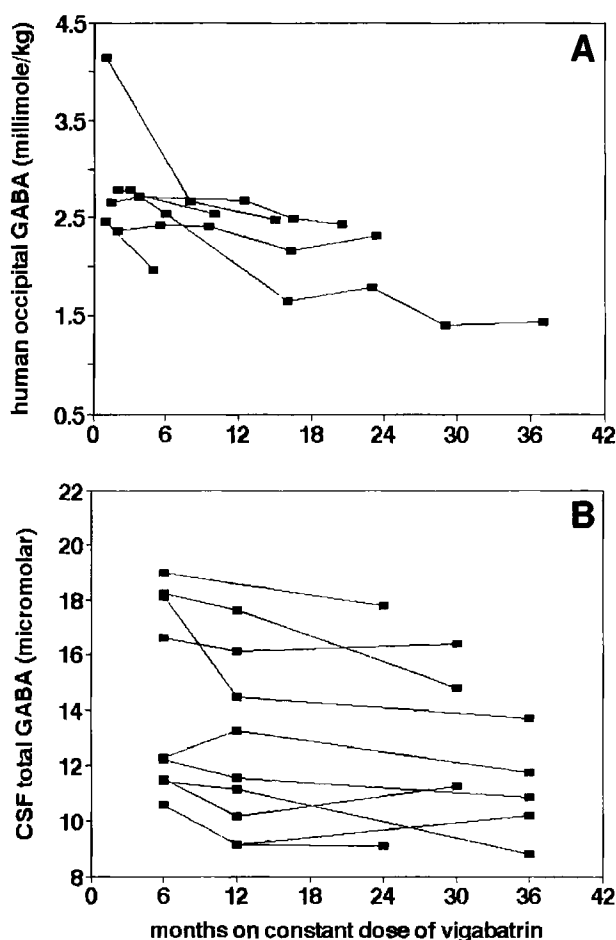 A
human occipital GABA (millimole/kg)
4.5
3.5
2.5
1.5
0.5
0 6 12 18 24 30 36 42
B
CSF total GABA (micromolar)
22
20
18
16
14
12
10
8
0 6 12 18 24 30 36 42
months on constant dose of vigabatrin